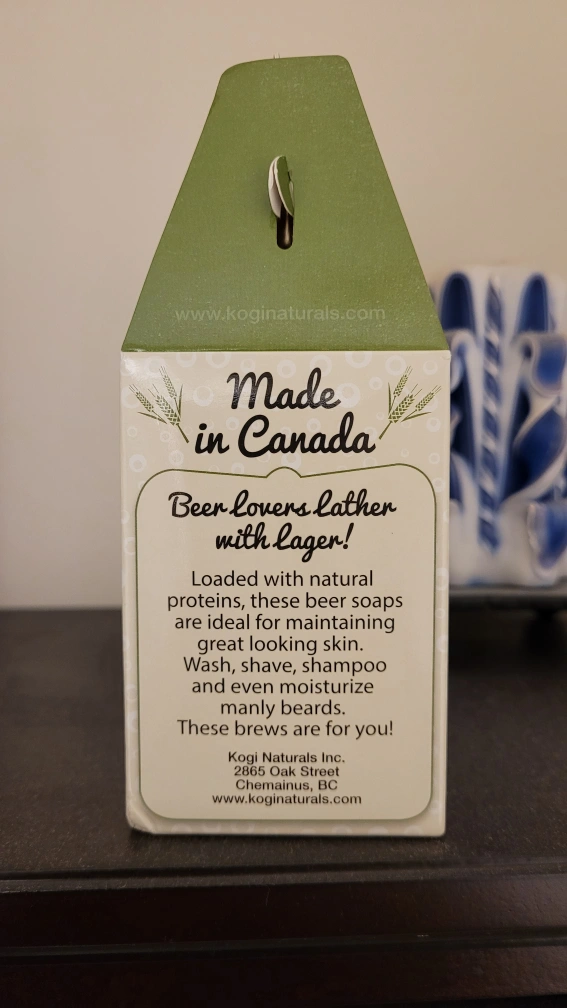 www.koginaturals.com
Made
in Canada
Beer Lovers Lather
with Lager!
Loaded with natural
proteins, these beer soaps
are ideal for maintaining
great looking skin.
Wash, shave, shampoo
and even moisturize
manly beards.
These brews are for you!
Kogi Naturals Inc.
2865 Oak Street
Chemainus, BC
www.koginaturals.com